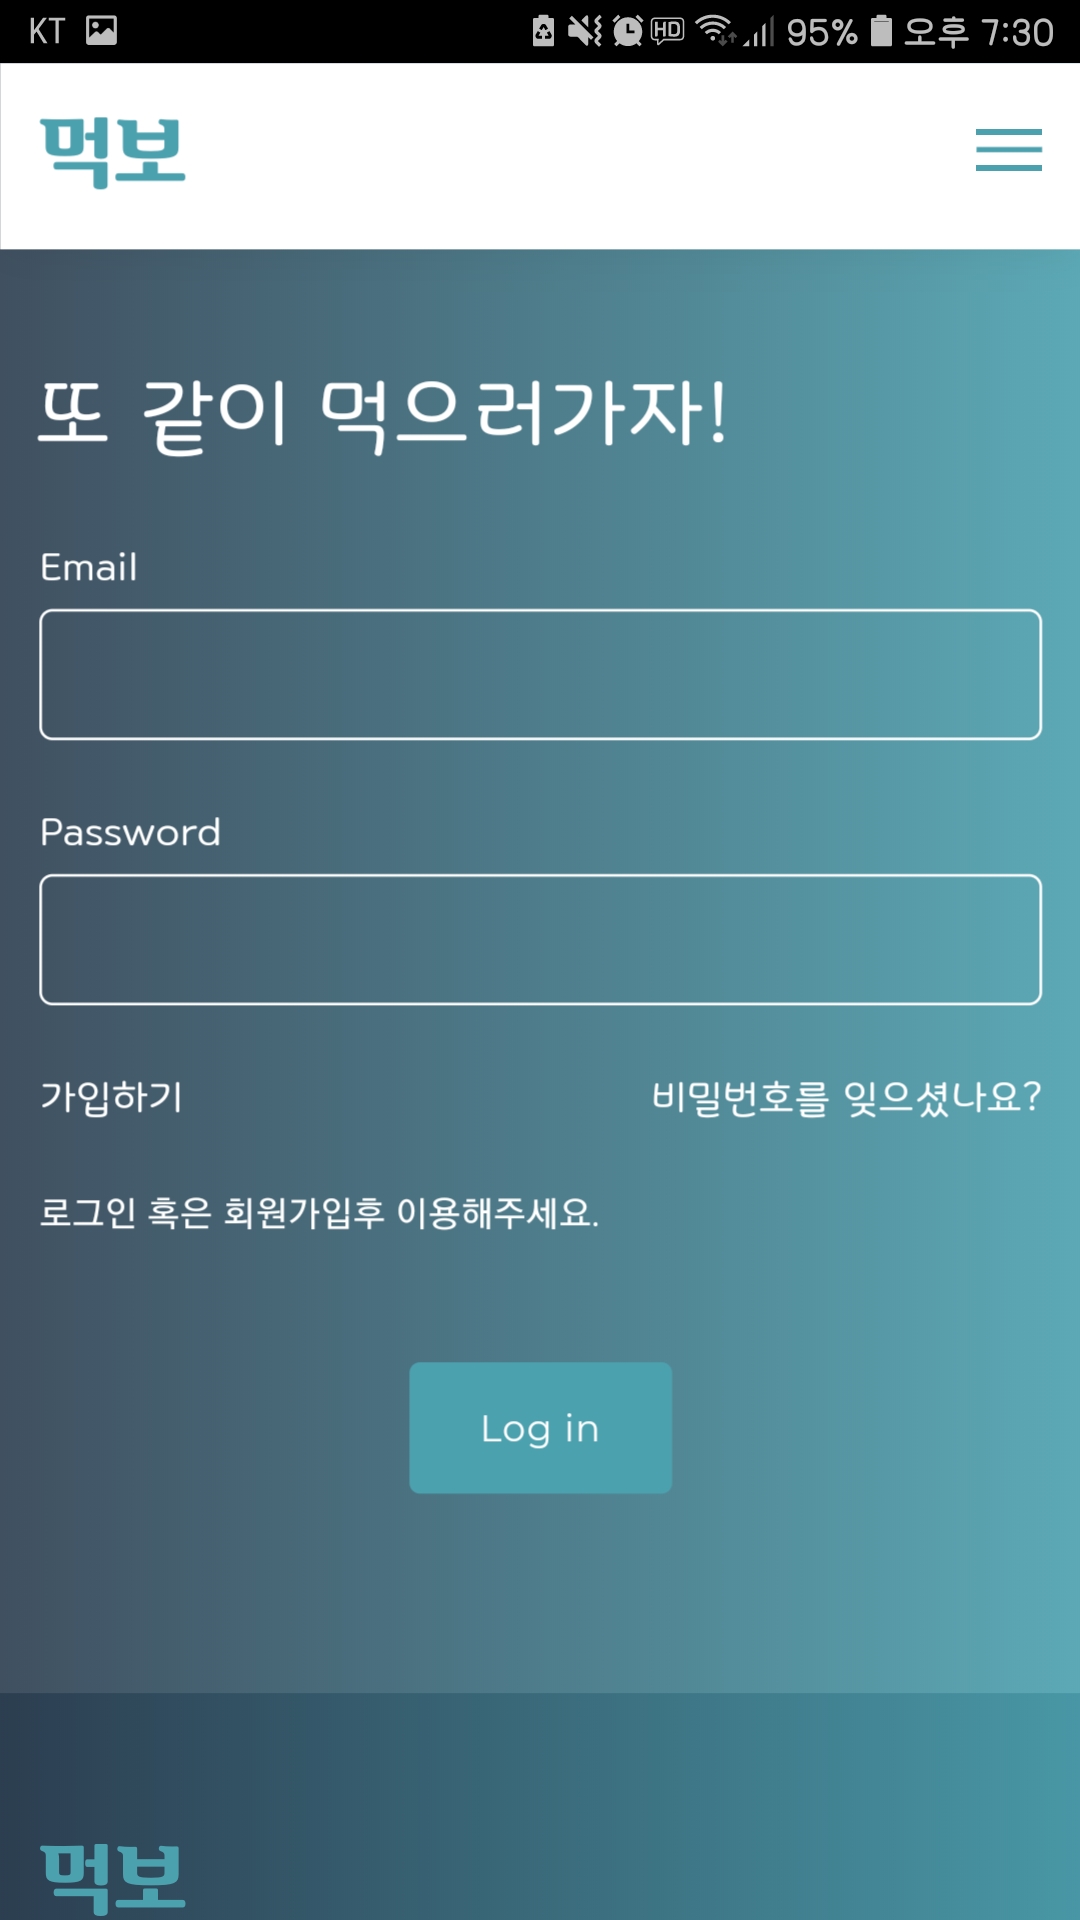 KT HD 95% 오후 7:30
먹보
또 같이 먹으러가자!
Email
Password
가입하기 비밀번호를 잊으셨나요?
로그인 혹은 회원가입후 이용해주세요.
Log in
먹보